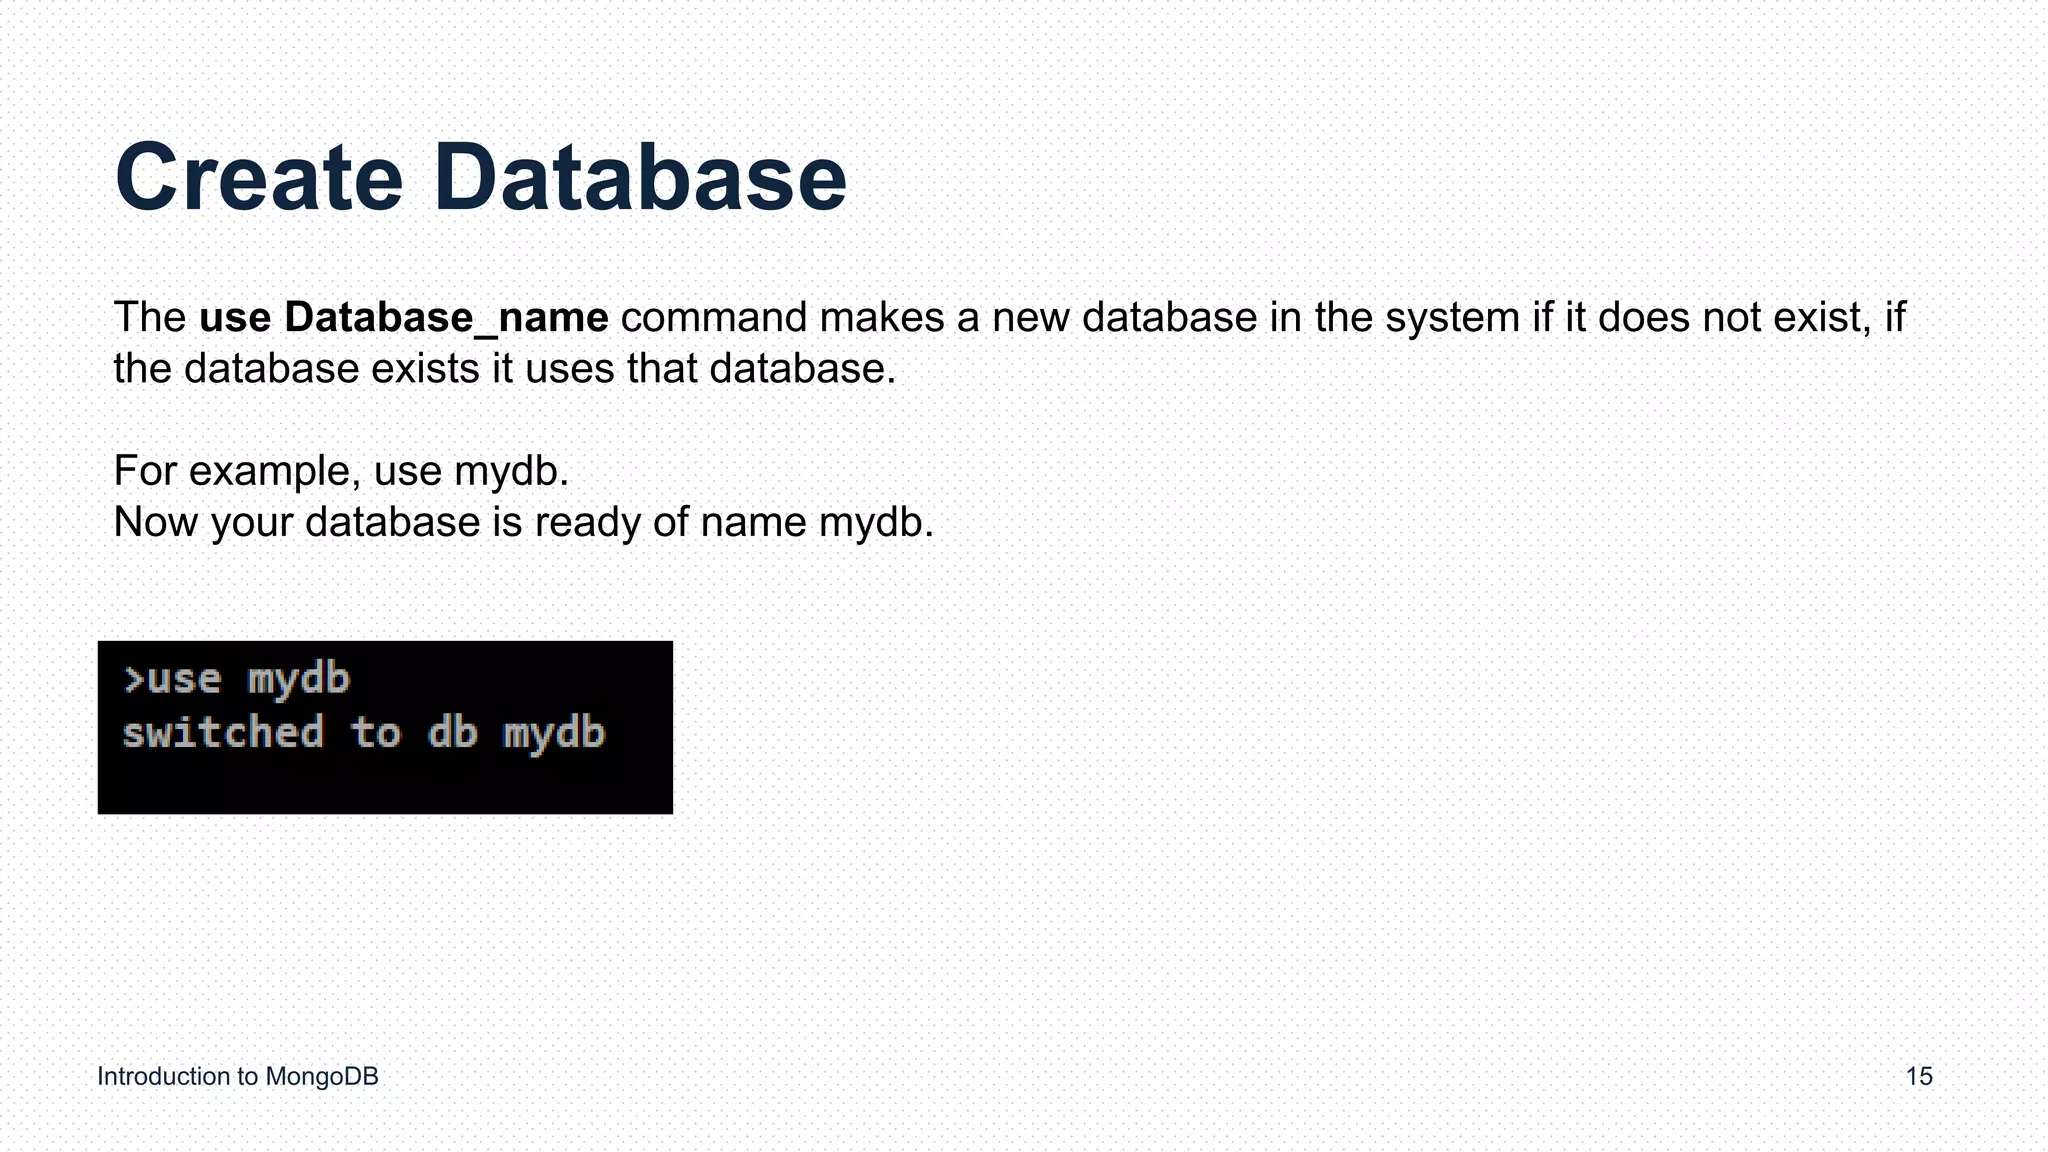 Create Database
The use Database_name command makes a new database in the system if it does not exist, if
the database exists it uses that database.
For example, use mydb.
Now your database is ready of name mydb.
>use mydb
switched to db mydb
Introduction to MongoDB
15